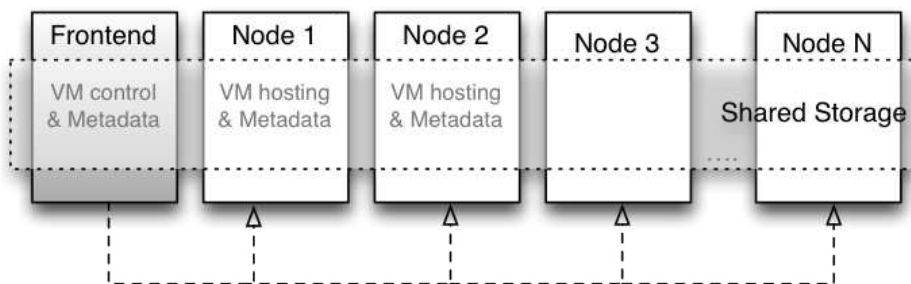 Frontend
Node 1
Node 2
Node 3
Node N
VM control
& Metadata
VM hosting
& Metadata
VM hosting
& Metadata
Shared Storage
....